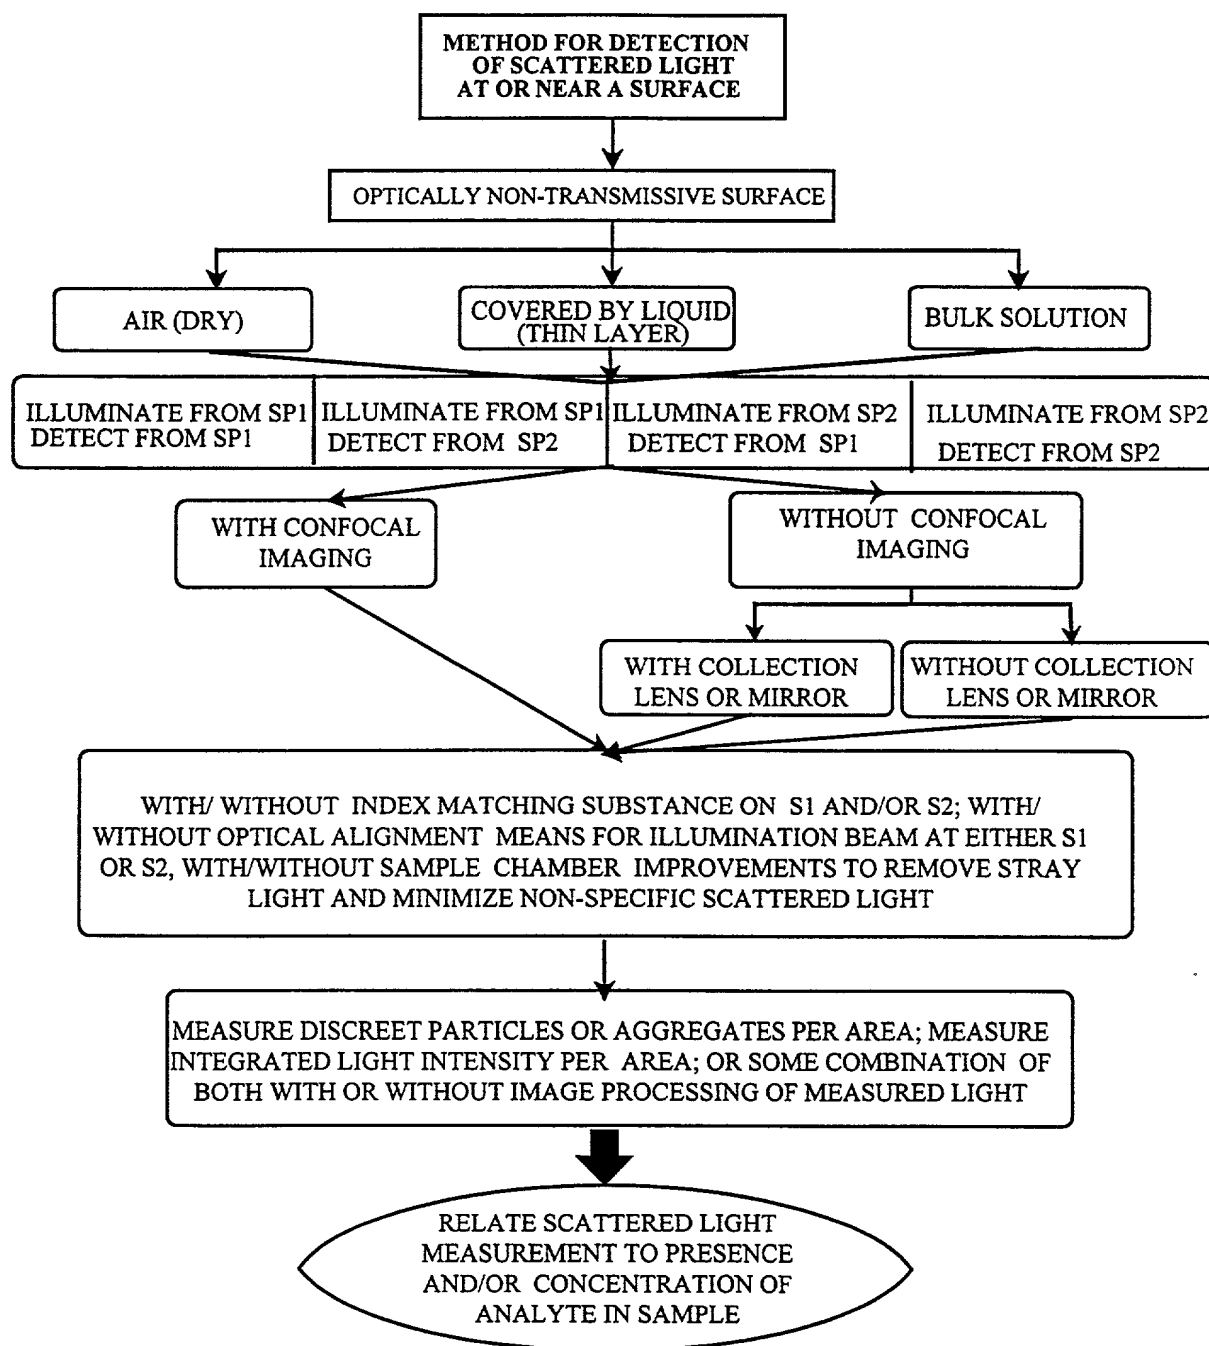 METHOD FOR DETECTION
OF SCATTERED LIGHT
AT OR NEAR A SURFACE
OPTICALLY NON-TRANSMISSIVE SURFACE
AIR (DRY)
COVERED BY LIQUID
(THIN LAYER)
BULK SOLUTION
ILLUMINATE FROM SP1
DETECT FROM SP1
ILLUMINATE FROM SP1
DETECT FROM SP2
ILLUMINATE FROM SP2
DETECT FROM SP1
ILLUMINATE FROM SP2
DETECT FROM SP2
WITH CONFOCAL
IMAGING
WITHOUT CONFOCAL
IMAGING
WITH COLLECTION
LENS OR MIRROR
WITHOUT COLLECTION
LENS OR MIRROR
WITH/ WITHOUT INDEX MATCHING SUBSTANCE ON S1 AND/OR S2; WITH/
WITHOUT OPTICAL ALIGNMENT MEANS FOR ILLUMINATION BEAM AT EITHER S1
OR S2, WITH/WITHOUT SAMPLE CHAMBER IMPROVEMENTS TO REMOVE STRAY
LIGHT AND MINIMIZE NON-SPECIFIC SCATTERED LIGHT
MEASURE DISCREET PARTICLES OR AGGREGATES PER AREA; MEASURE
INTEGRATED LIGHT INTENSITY PER AREA; OR SOME COMBINATION OF
BOTH WITH OR WITHOUT IMAGE PROCESSING OF MEASURED LIGHT
RELATE SCATTERED LIGHT
MEASUREMENT TO PRESENCE
AND/OR CONCENTRATION OF
ANALYTE IN SAMPLE